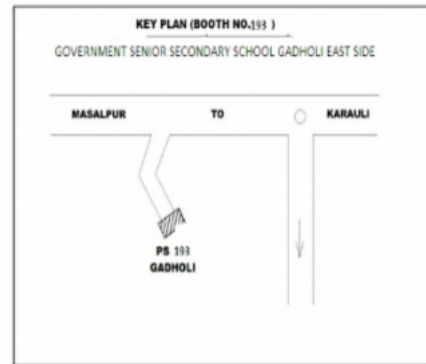 KEY PLAN (BOOTH NO.193 )
GOVERNMENT SENIOR SECONDARY SCHOOL GADHOLI EAST SIDE
MASALPUR TO KARAULI
PS 193
GADHOLI